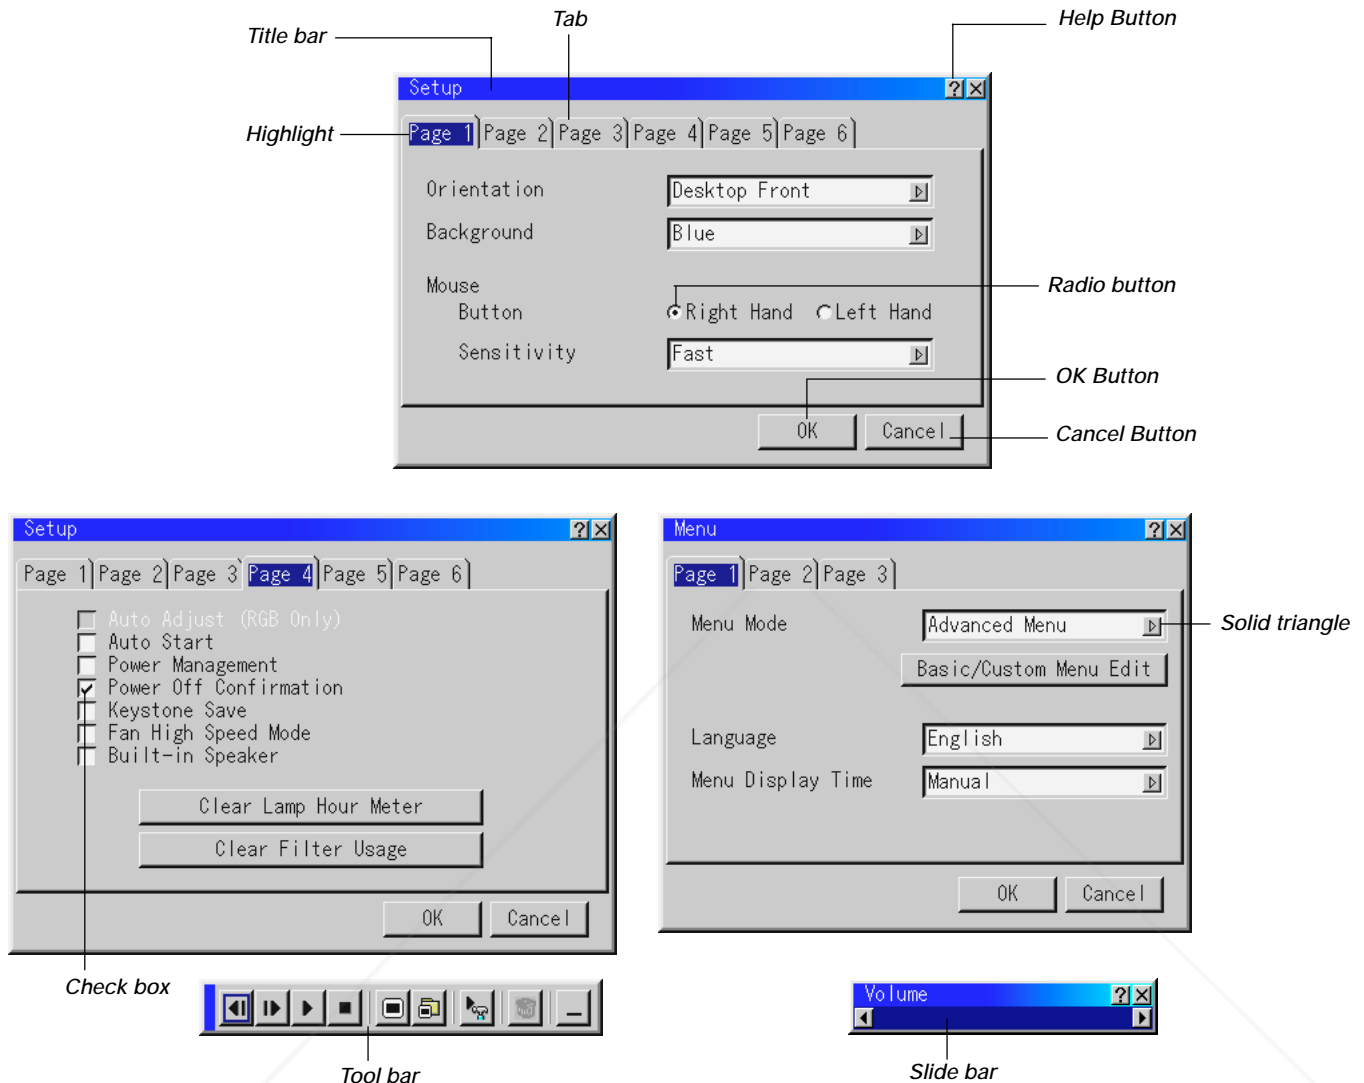 Tab
Help Button
Title bar
Setup
Highlight
Page 1 Page 2 Page 3 Page 4 Page 5 Page 6
Orientation Desktop Front
Background Blue
Mouse
Radio button
Button Right Hand Left Hand
Sensitivity Fast
OK Button
OK Cancel
Cancel Button
Setup
Page 1 Page 2 Page 3 Page 4 Page 5 Page 6
Auto Adjust (RGB Only)
Auto Start
Power Management
Power Off Confirmation
Keystone Save
Fan High Speed Mode
Built-in Speaker
Clear Lamp Hour Meter
Clear Filter Usage
OK Cancel
Check box
Menu
Page 1 Page 2 Page 3
Menu Mode Advanced Menu
Solid triangle
Basic/Custom Menu Edit
Language English
Menu Display Time Manual
OK Cancel
Tool bar
Volume
Slide bar